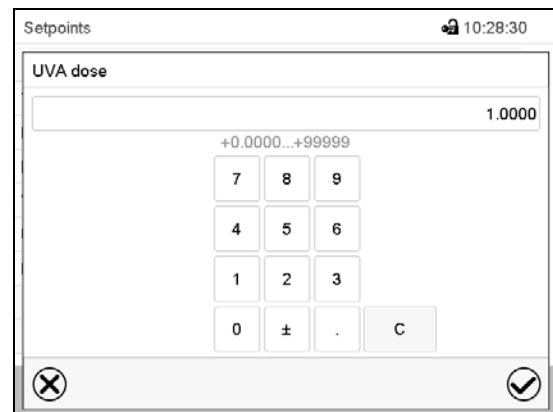 Setpoints 10:28:30
UVA dose
1.0000
+0.0000...+99999
7 8 9
4 5 6
1 2 3
0 ± . C